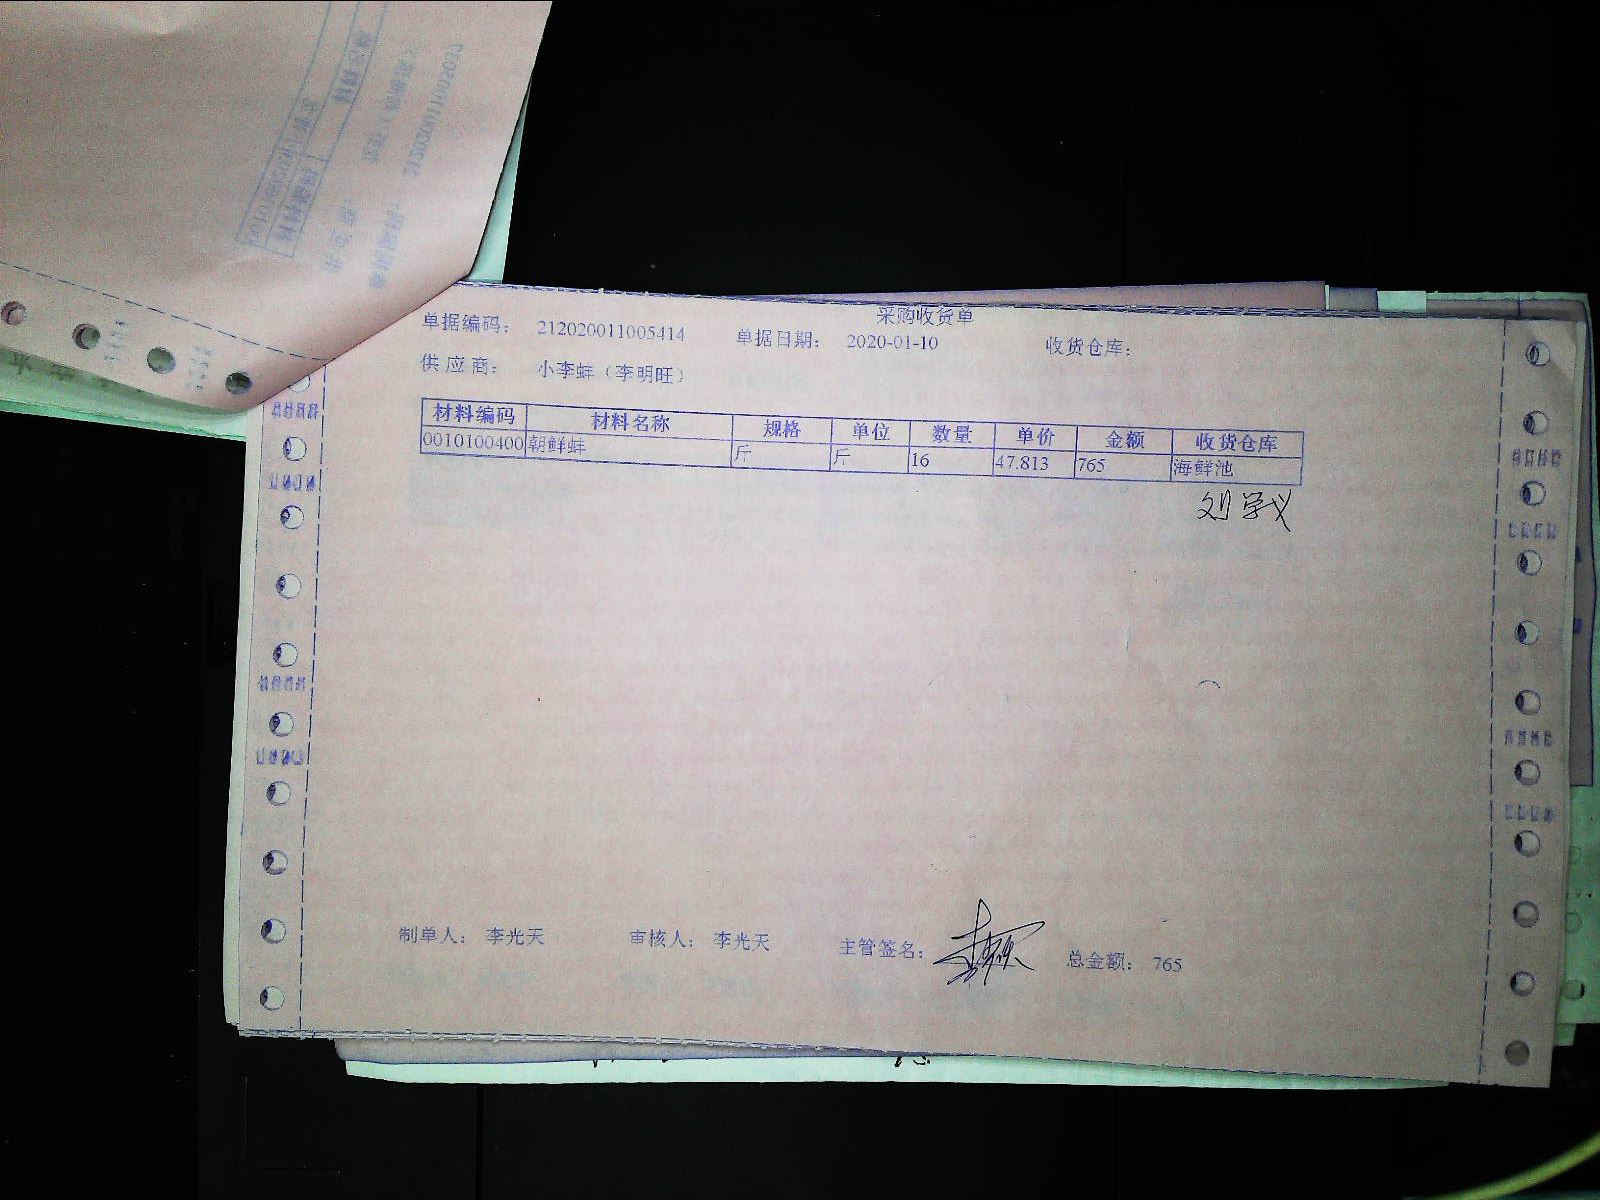 采购收货单
单据编码： 212020011005414 单据日期： 2020-01-10 收货仓库：
供应商： 小李蚌（李明旺）
材料编码 材料名称 规格 单位 数量 单价 金额 收货仓库
0010100400 朝鲜蚌 斤 斤 16 47.813 765 海鲜池
刘学义
制单人： 李光天 审核人： 李光天 主管签名： 总金额： 765